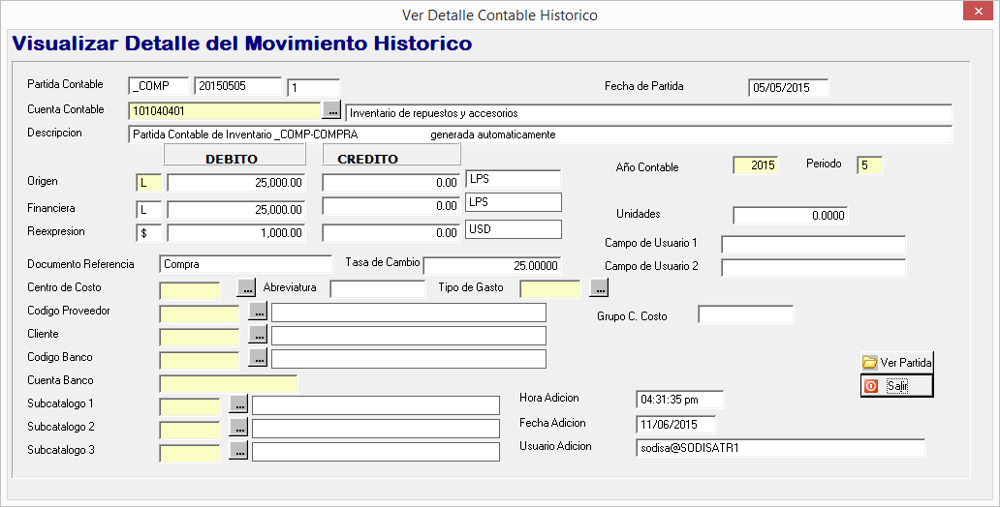 Ver Detalle Contable Historico
Visualizar Detalle del Movimiento Historico
Partida Contable _COMP 20150505 1 Fecha de Partida 05/05/2015
Cuenta Contable 101040401 ... Inventario de repuestos y accesorios
Descripcion Partida Contable de Inventario _COMP-COMPRA generada automaticamente
DEBITO CREDITO
Año Contable 2015 Periodo 5
Origen L 25,000.00 0.00 LPS
Financiera L 25,000.00 0.00 LPS
Unidades 0.0000
Reexpresion $ 1,000.00 0.00 USD
Campo de Usuario 1
Documento Referencia Compra Tasa de Cambio 25.00000 Campo de Usuario 2
Centro de Costo ... Abreviatura Tipo de Gasto ...
Codigo Proveedor ... Grupo C. Costo
Cliente ...
Codigo Banco ... Ver Partida
Cuenta Banco Salir
Subcatalogo 1 ... Hora Adicion 04:31:35 pm
Subcatalogo 2 ... Fecha Adicion 11/06/2015
Subcatalogo 3 ... Usuario Adicion sodisa@SODISATR1